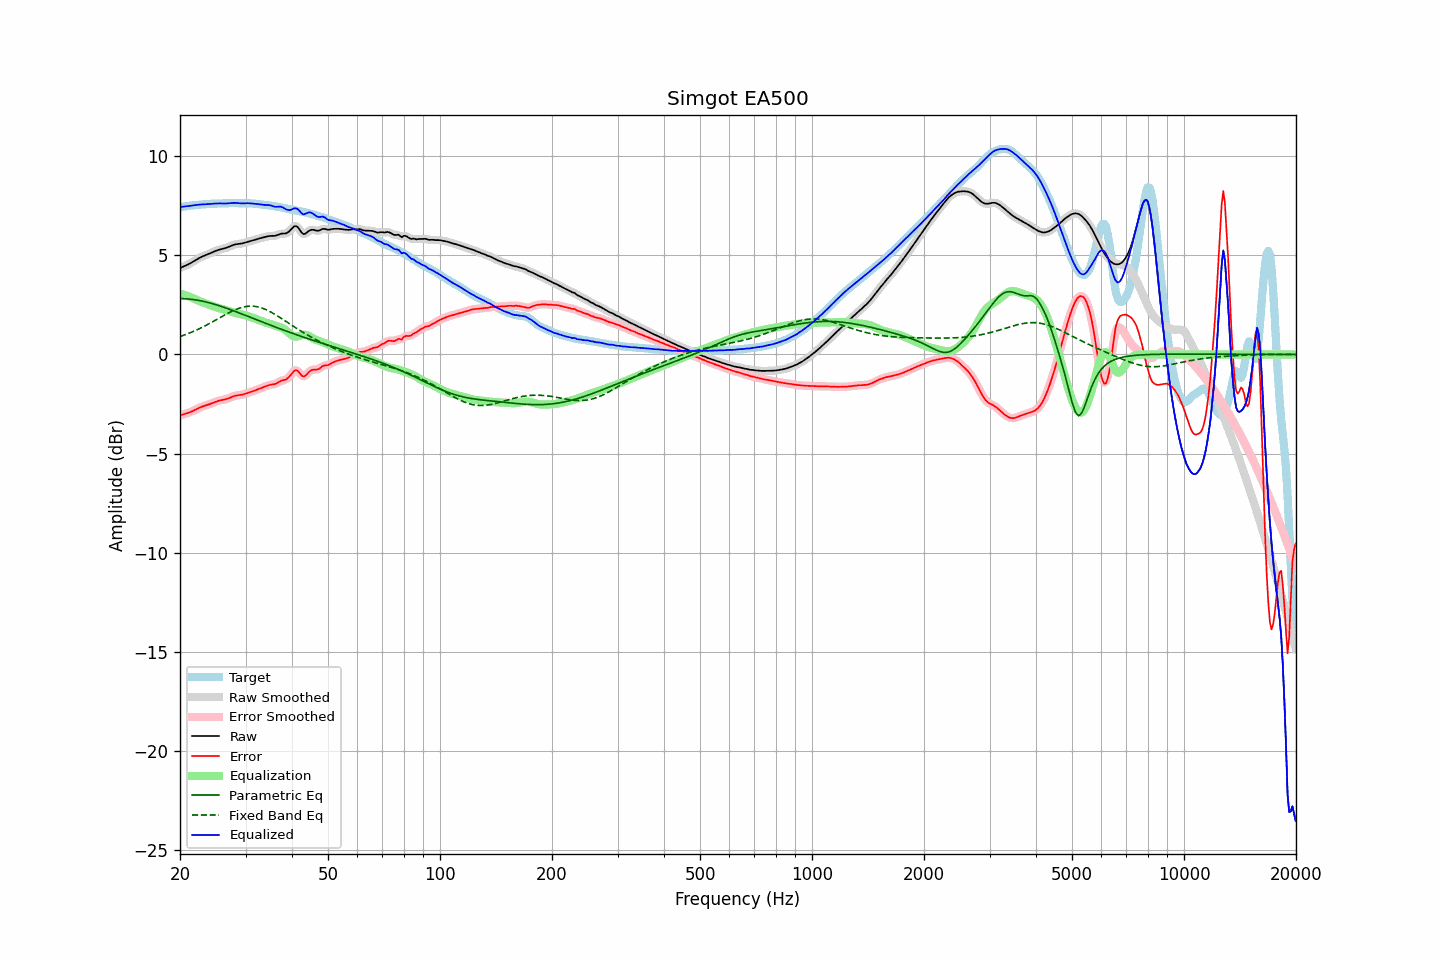 Simgot EA500
Amplitude (dBr)
10
5
0
−5
−10
−15
−20
−25
Target
Raw Smoothed
Error Smoothed
Raw
Error
Equalization
Parametric Eq
Fixed Band Eq
Equalized
20 50 100 200 500 1000 2000 5000 10000 20000
Frequency (Hz)